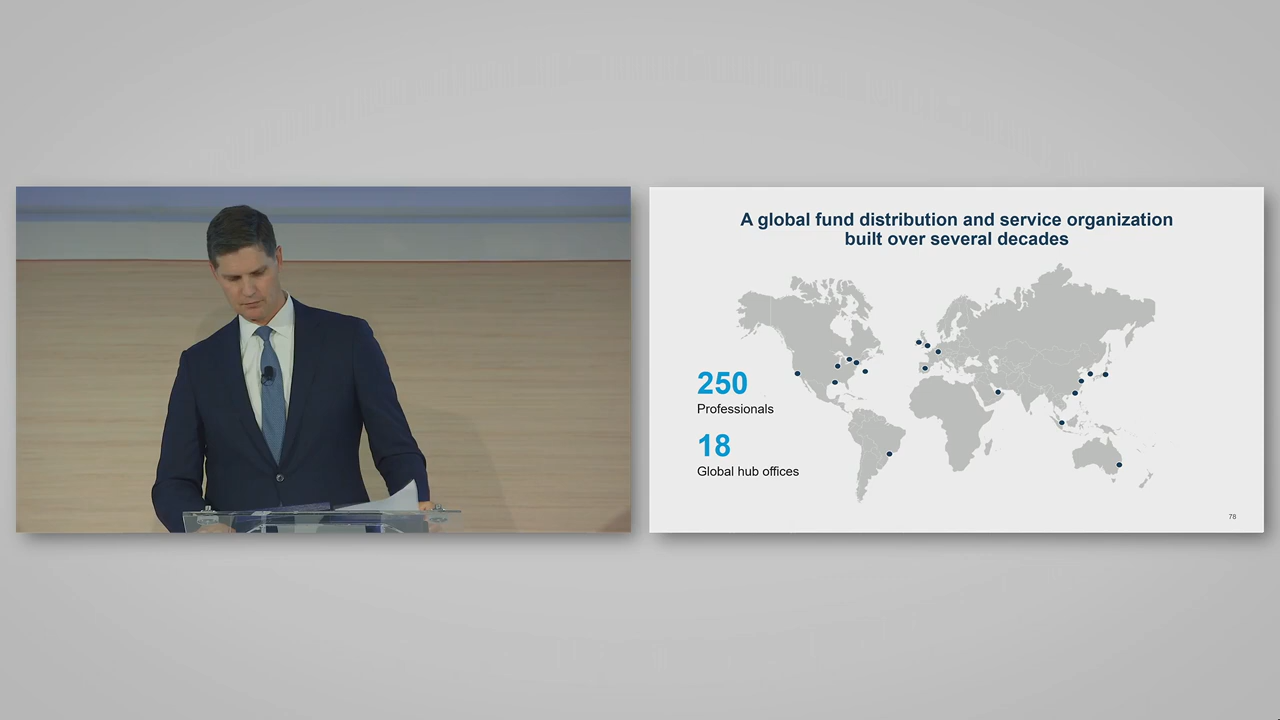 A global fund distribution and service organization
built over several decades
250
Professionals
18
Global hub offices
78